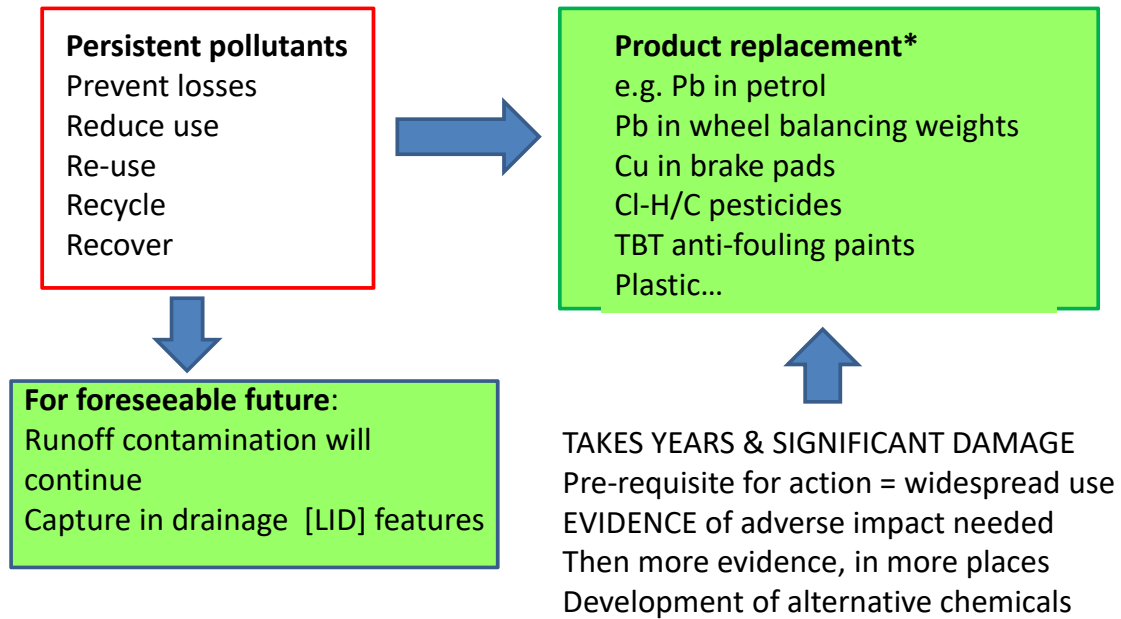 Persistent pollutants
Prevent losses
Reduce use
Re-use
Recycle
Recover
Product replacement*
e.g. Pb in petrol
Pb in wheel balancing weights
Cu in brake pads
Cl-H/C pesticides
TBT anti-fouling paints
Plastic…
For foreseeable future:
Runoff contamination will
continue
Capture in drainage [LID] features
TAKES YEARS & SIGNIFICANT DAMAGE
Pre-requisite for action = widespread use
EVIDENCE of adverse impact needed
Then more evidence, in more places
Development of alternative chemicals